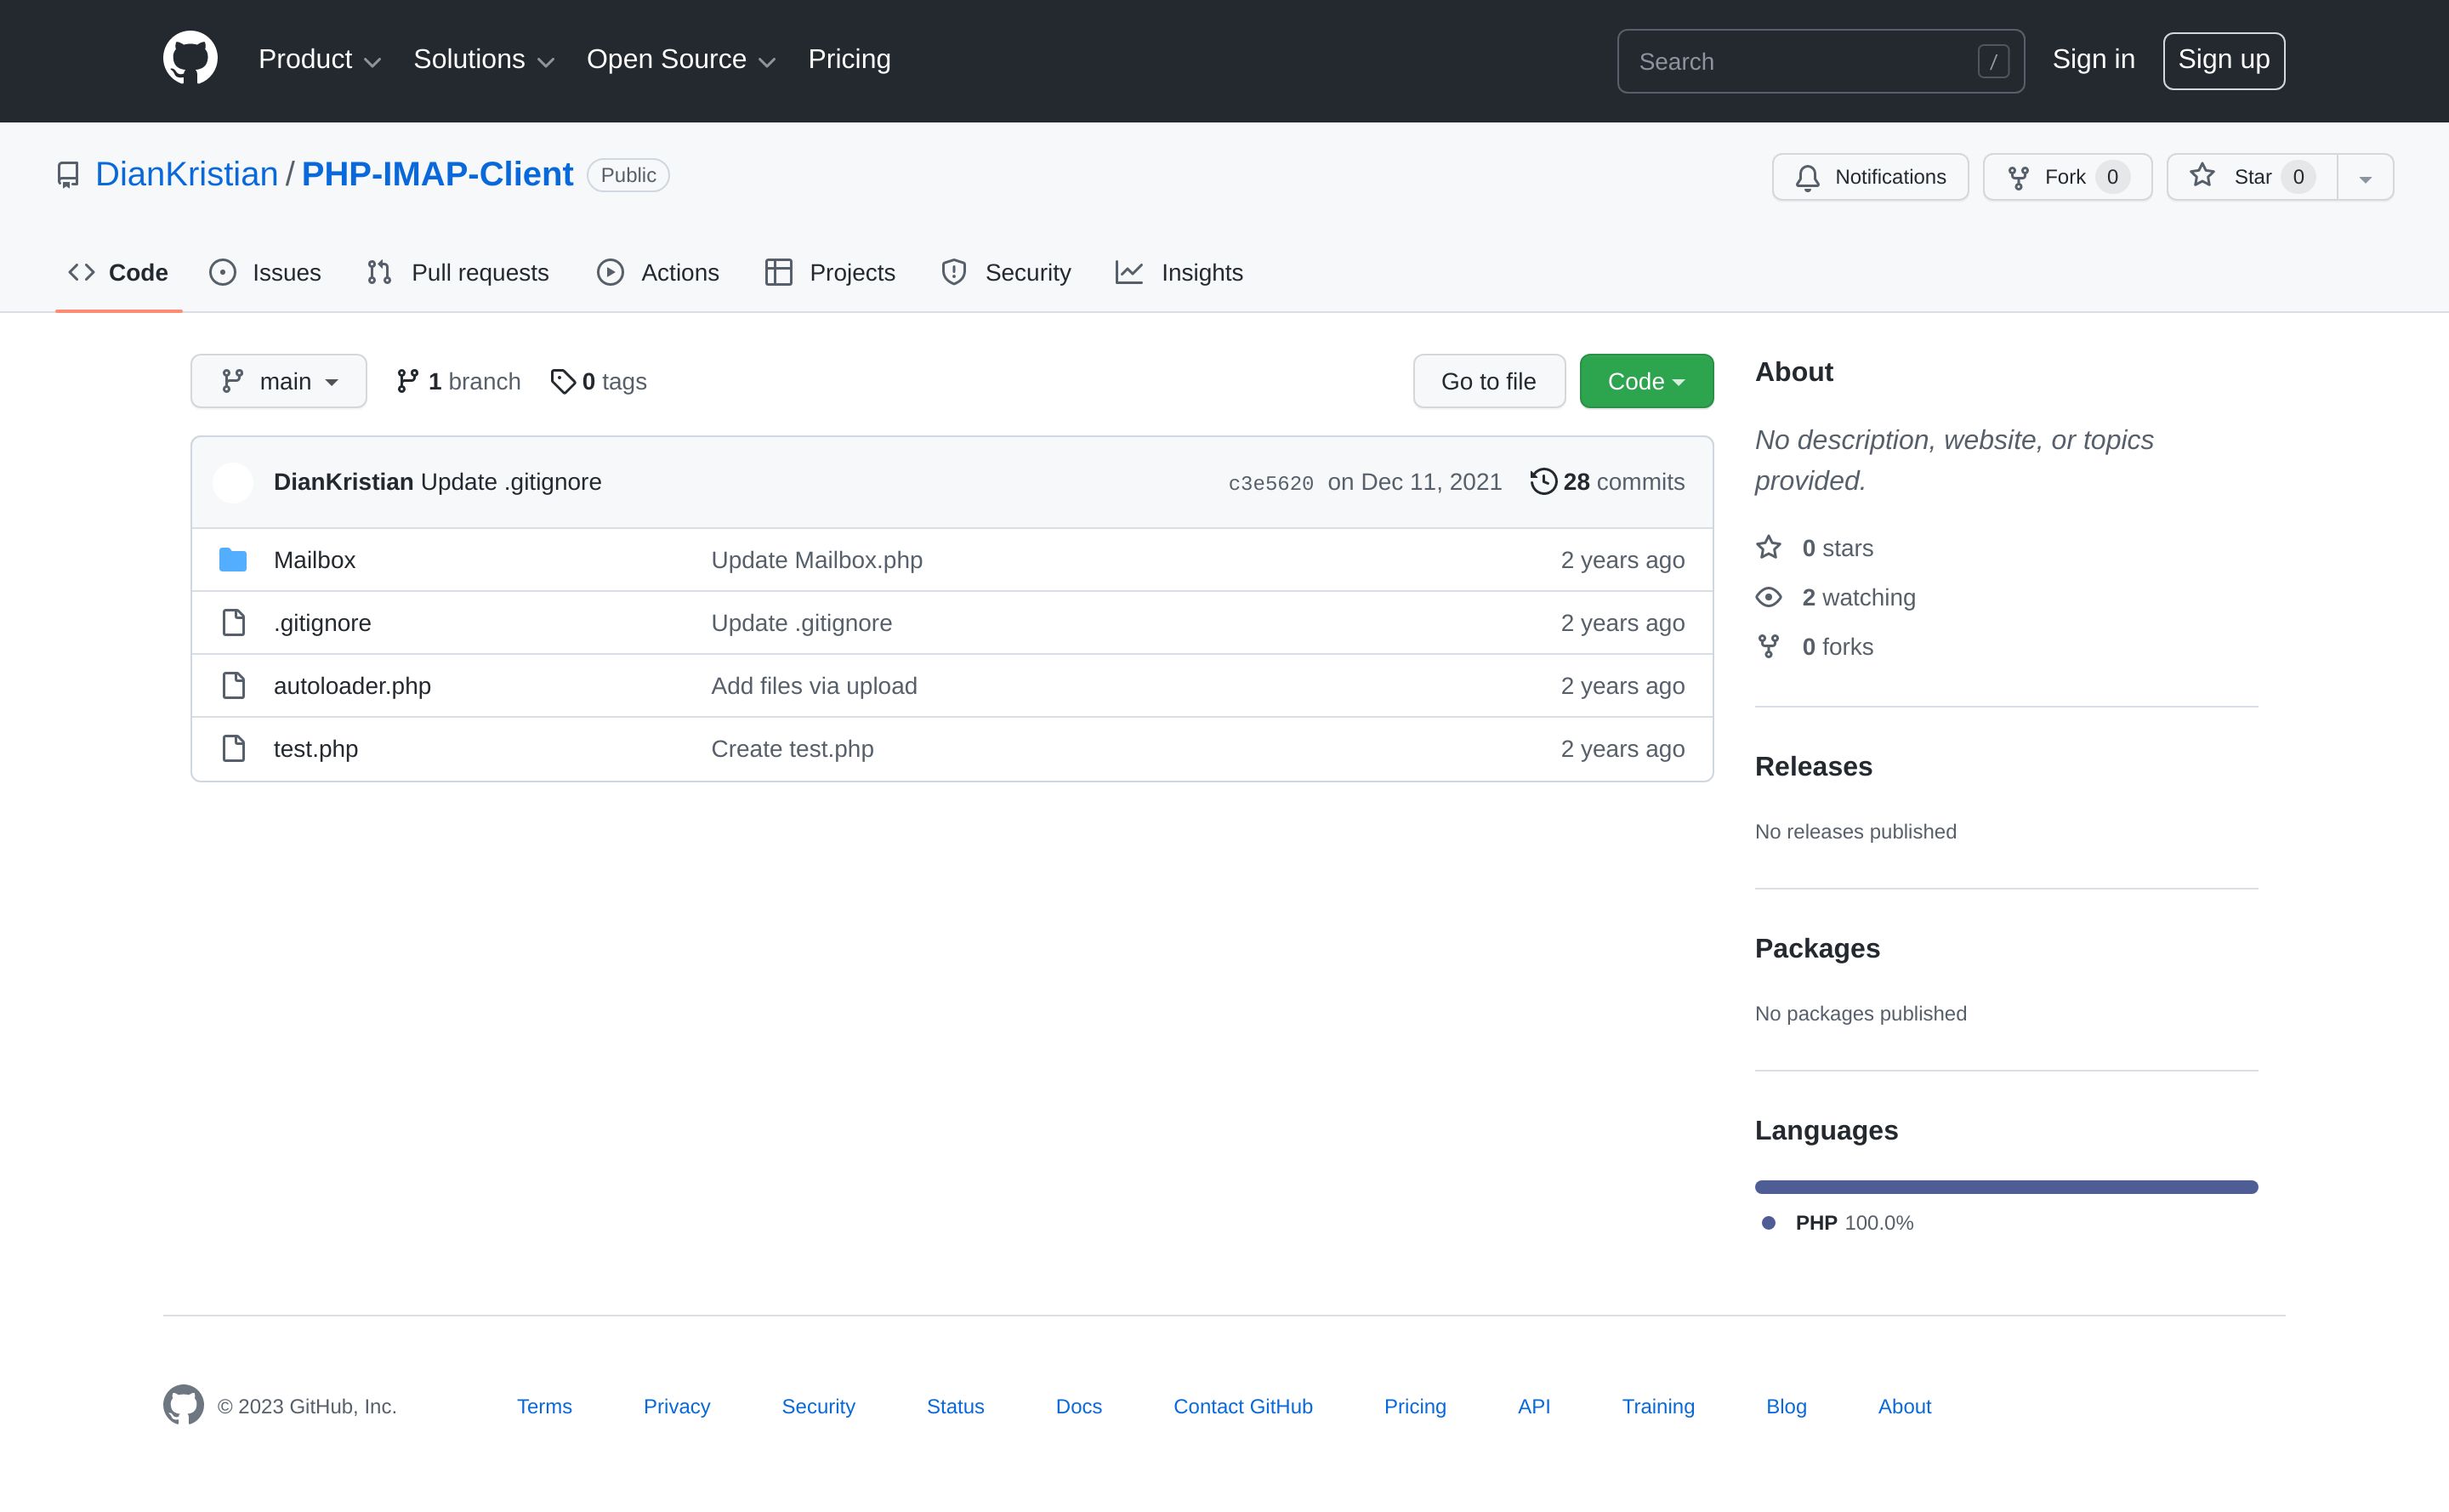 Product Solutions Open Source Pricing Search / Sign in Sign up
DianKristian / PHP-IMAP-Client Public Notifications Fork 0 Star 0
Code Issues Pull requests Actions Projects Security Insights
main 1 branch 0 tags Go to file Code
DianKristian Update .gitignore c3e5620 on Dec 11, 2021 28 commits
Mailbox Update Mailbox.php 2 years ago
.gitignore Update .gitignore 2 years ago
autoloader.php Add files via upload 2 years ago
test.php Create test.php 2 years ago
About
No description, website, or topics
provided.
0 stars
2 watching
0 forks
Releases
No releases published
Packages
No packages published
Languages
PHP 100.0%
© 2023 GitHub, Inc. Terms Privacy Security Status Docs Contact GitHub Pricing API Training Blog About